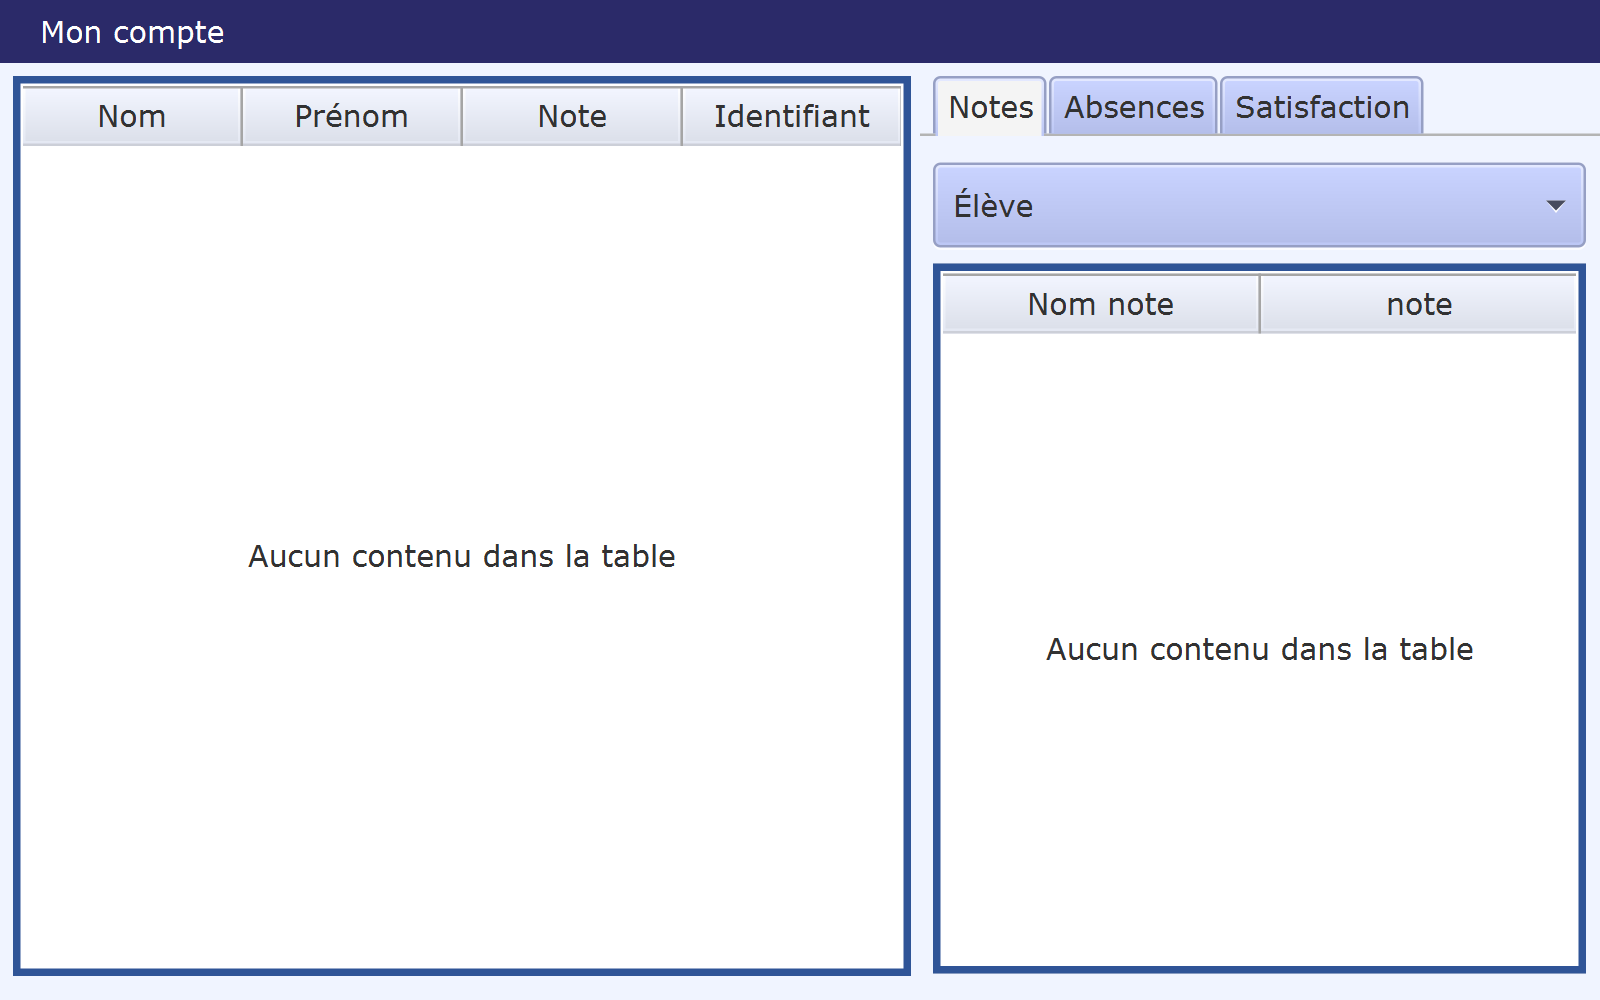 Mon compte
Nom Prénom Note Identifiant
Aucun contenu dans la table
Notes Absences Satisfaction
Élève
Nom note note
Aucun contenu dans la table